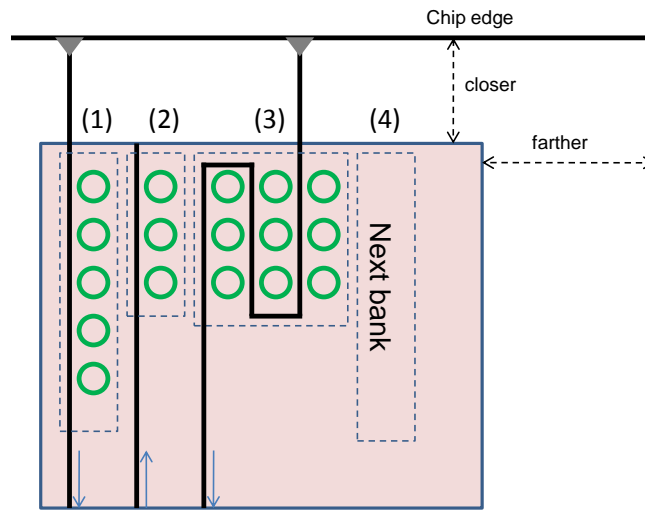 Chip edge
closer
(1)
(2)
(3)
(4)
farther
Next bank